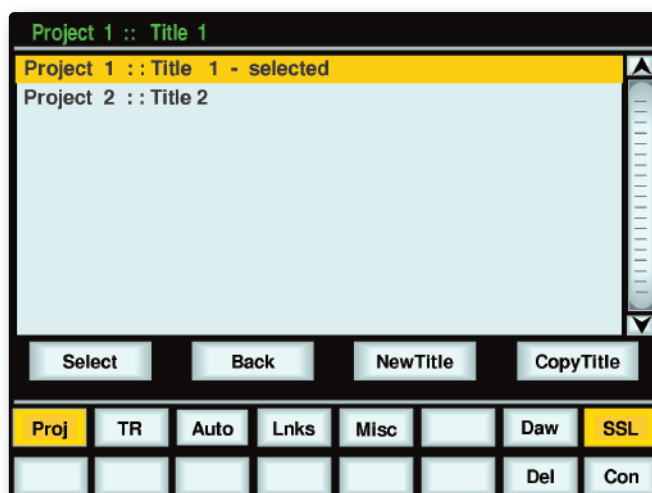 Project 1 :: Title 1
Project 1 :: Title 1 - selected
Project 2 :: Title 2
Select Back NewTitle CopyTitle
Proj TR Auto Lnks Misc Daw SSL
Del Con